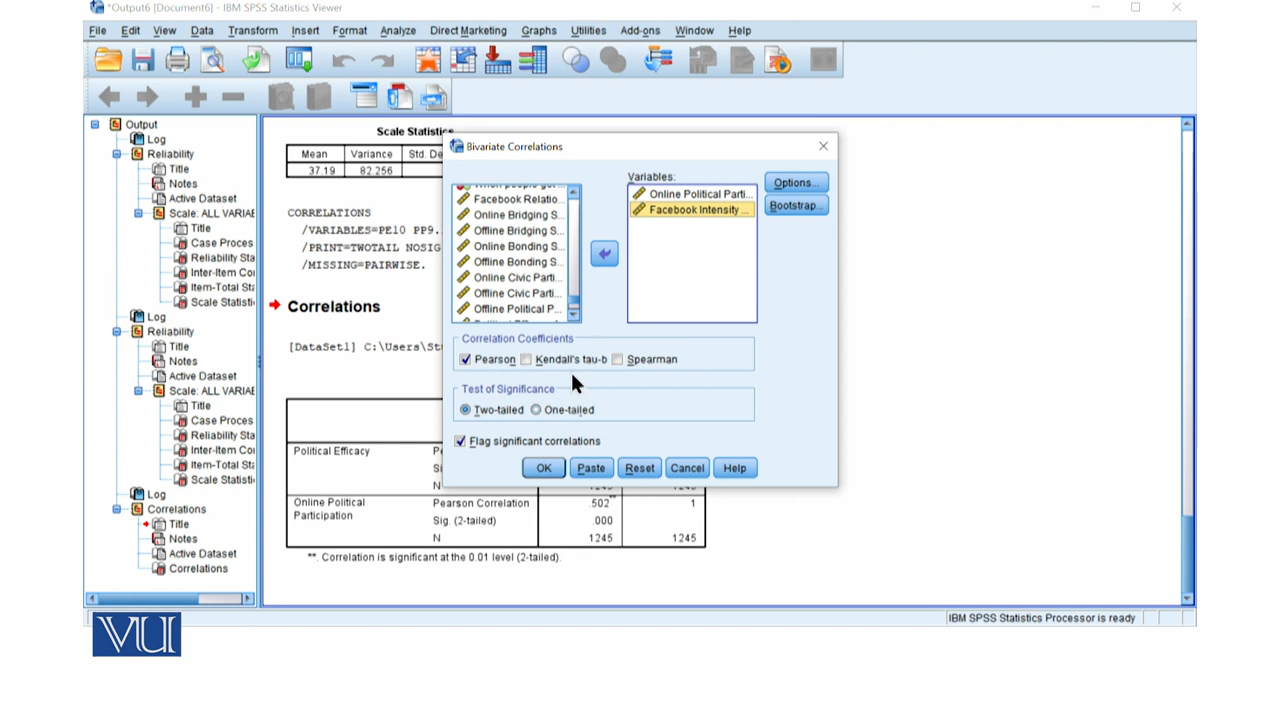 *Output6 [Document6] - IBM SPSS Statistics Viewer
File Edit View Data Transform Insert Format Analyze Direct Marketing Graphs Utilities Add-ons Window Help
Output
Log
Reliability
Title
Notes
Active Dataset
Scale: ALL VARIA
Title
Case Proces
Reliability Sta
Inter-Item Co
Item-Total Sta
Scale Statisti
Log
Reliability
Title
Notes
Active Dataset
Scale: ALL VARIA
Title
Case Proces
Reliability Sta
Inter-Item Co
Item-Total Sta
Scale Statisti
Log
Correlations
Title
Notes
Active Dataset
Correlations
Scale Statistics
Mean Variance Std. De
37.19 82.256
CORRELATIONS
/VARIABLES=PE10 PP9.
/PRINT=TWOTAIL NOSIG
/MISSING=PAIRWISE.
Correlations
[DataSet1] C:\Users\St
Political Efficacy
N 1245 1245
Online Political Participation Pearson Correlation .502** 1
Sig. (2-tailed) .000
N 1245 1245
**. Correlation is significant at the 0.01 level (2-tailed).
Bivariate Correlations
Facebook Relatio...
Online Bridging S...
Offline Bridging S...
Online Bonding S...
Offline Bonding S...
Online Civic Parti...
Offline Civic Parti...
Offline Political P...
Variables:
Online Political Parti...
Facebook Intensity ...
Options...
Bootstrap...
Correlation Coefficients
Pearson Kendall's tau-b Spearman
Test of Significance
Two-tailed One-tailed
Flag significant correlations
OK Paste Reset Cancel Help
IBM SPSS Statistics Processor is ready
VU